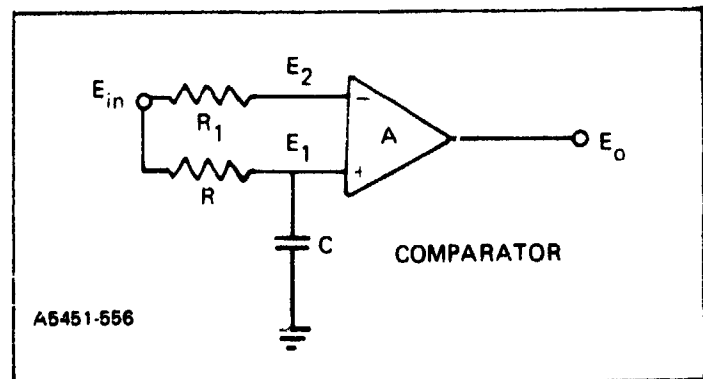 E2
Ein
R1
E1
A
Eo
R
C
COMPARATOR
A5451-556